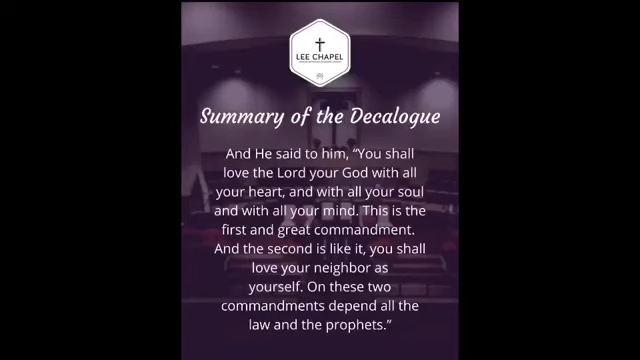 LEE CHAPEL
Summary of the Decalogue
And He said to him, “You shall
love the Lord your God with all
your heart, and with all your soul
and with all your mind. This is the
first and great commandment.
And the second is like it, you shall
love your neighbor as
yourself. On these two
commandments depend all the
law and the prophets.”